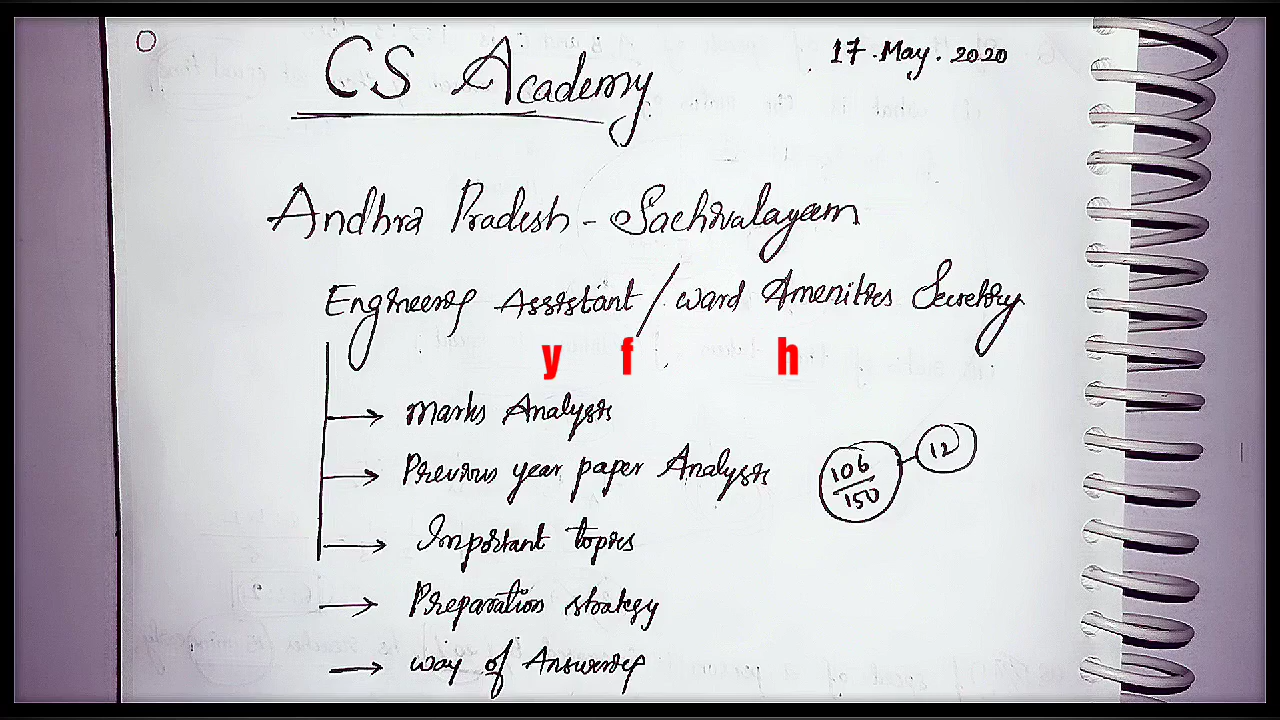 CS Academy
17.May.2020
Andhra Pradesh - Sachivalayam
Engineering Assistant / ward Amenities Secretary
y f h
→ Marks Analysis
→ Previous year paper Analysis
106/150
12
→ Important topics
→ Preparation strategy
→ way of Answering